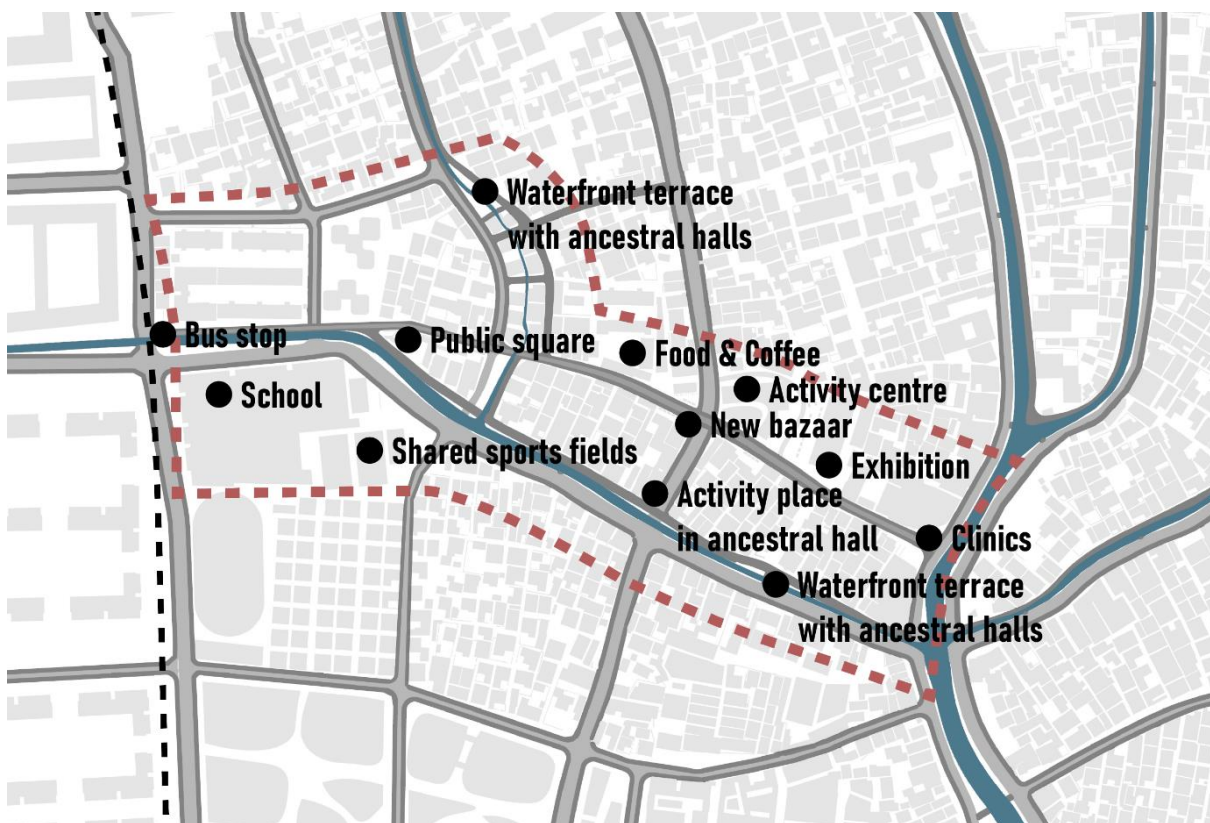 Waterfront terrace
with ancestral halls
Bus stop
Public square
Food & Coffee
School
Activity centre
New bazaar
Shared sports fields
Exhibition
Activity place
in ancestral hall
Clinics
Waterfront terrace
with ancestral halls